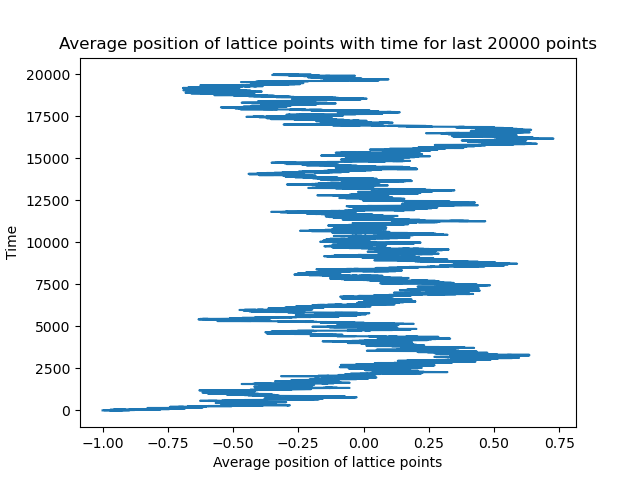 Average position of lattice points with time for last 20000 points
20000
17500
15000
12500
10000
7500
5000
2500
0
Time
−1.00 −0.75 −0.50 −0.25 0.00 0.25 0.50 0.75
Average position of lattice points